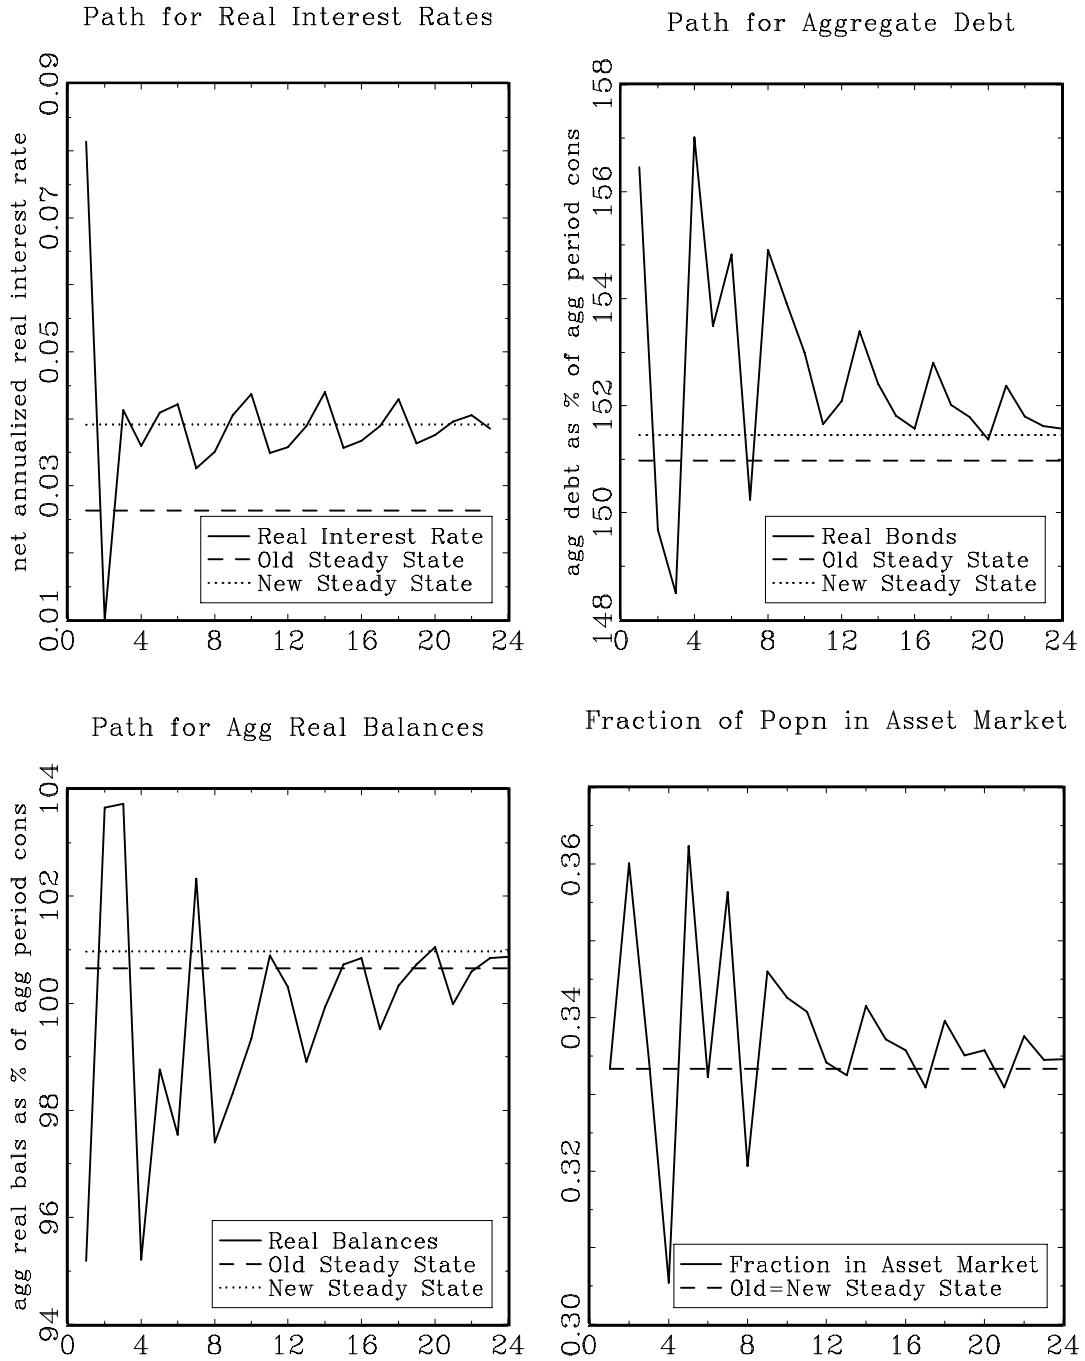 Path for Real Interest Rates
net annualized real interest rate
0.09
0.07
0.05
0.03
0.01
0 4 8 12 16 20 24
Real Interest Rate
Old Steady State
New Steady State
Path for Aggregate Debt
agg debt as % of agg period cons
158
156
154
152
150
148
0 4 8 12 16 20 24
Real Bonds
Old Steady State
New Steady State
Path for Agg Real Balances
agg real bals as % of agg period cons
104
102
100
98
96
94
0 4 8 12 16 20 24
Real Balances
Old Steady State
New Steady State
Fraction of Popn in Asset Market
0.36
0.34
0.32
0.30
0 4 8 12 16 20 24
Fraction in Asset Market
Old=New Steady State